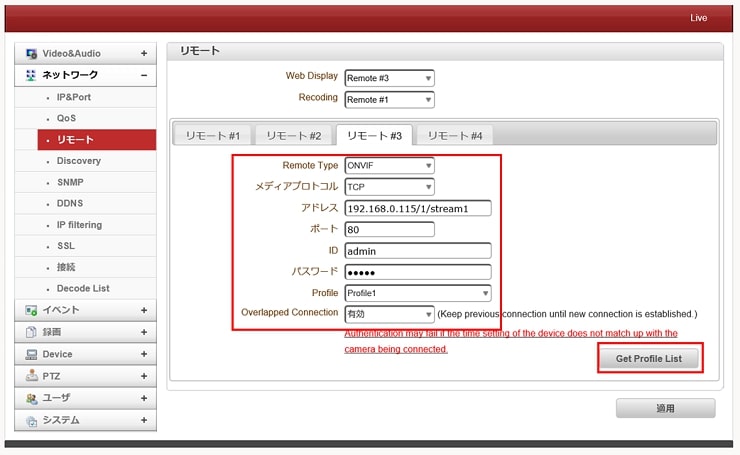 Live
Video&Audio +
ネットワーク −
IP&Port
QoS
リモート
Discovery
SNMP
DDNS
IP filtering
SSL
接続
Decode List
イベント +
録画 +
Device +
PTZ +
ユーザ +
システム +
リモート
Web Display Remote #3
Recoding Remote #1
リモート #1 リモート #2 リモート #3 リモート #4
Remote Type ONVIF
メディアプロトコル TCP
アドレス 192.168.0.115/1/stream1
ポート 80
ID admin
パスワード •••••
Profile Profile1
Overlapped Connection 有効 (Keep previous connection until new connection is established.)
Authentication may fail if the time setting of the device does not match up with the
camera being connected.
Get Profile List
適用